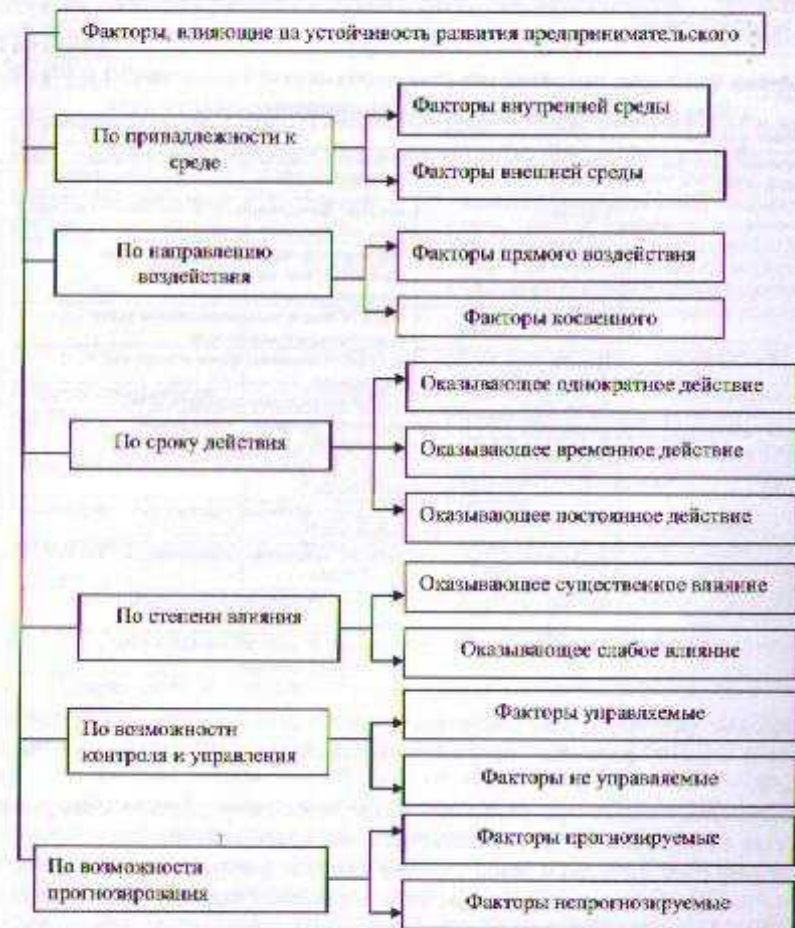 Факторы, влияющие на устойчивость развития предпринимательского
По принадлежности к
среде
Факторы внутренней среды
Факторы внешней среды
По направлению
воздействия
Факторы прямого воздействия
Факторы косвенного
По сроку действия
Оказывающее однократное действие
Оказывающее временное действие
Оказывающее постоянное действие
По степени влияния
Оказывающее существенное влияние
Оказывающее слабое влияние
По возможности
контроля и управления
Факторы управляемые
Факторы не управляемые
По возможности
прогнозирования
Факторы прогнозируемые
Факторы непрогнозируемые